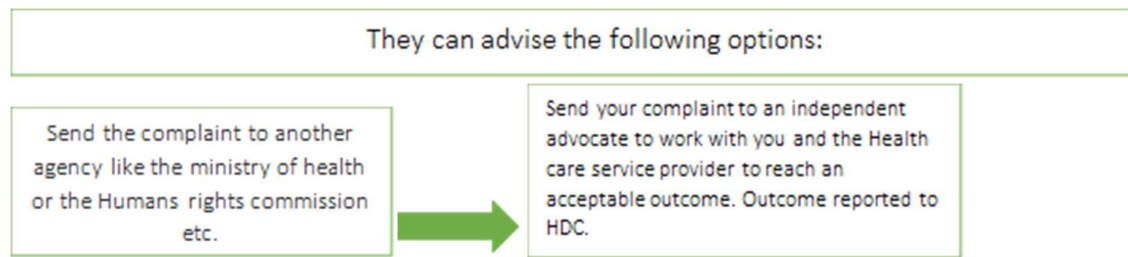 They can advise the following options:
Send the complaint to another
agency like the ministry of health
or the Humans rights commission
etc.
Send your complaint to an independent
advocate to work with you and the Health
care service provider to reach an
acceptable outcome. Outcome reported to
HDC.